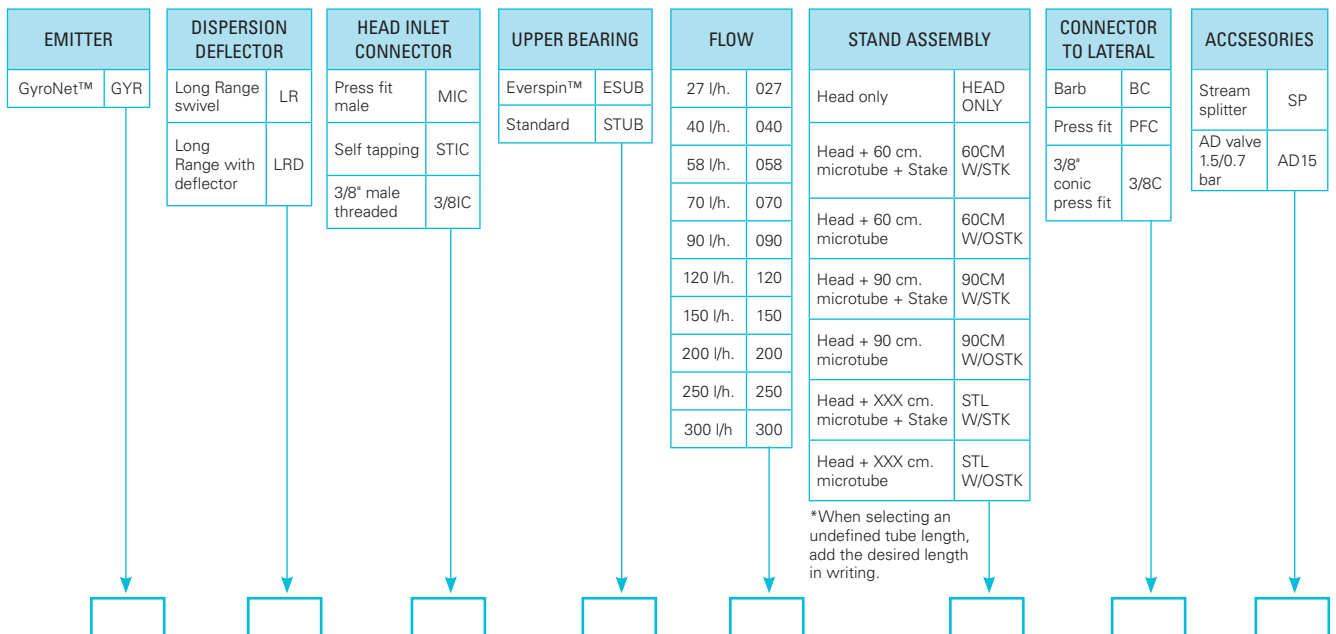 EMITTER
GyroNet™ GYR
DISPERSION
DEFLECTOR
Long Range
swivel
LR
Long
Range with
deflector
LRD
HEAD INLET
CONNECTOR
Press fit
male
MIC
Self tapping STIC
3/8" male
threaded
3/8IC
UPPER BEARING
Everspin™ ESUB
Standard STUB
FLOW
27 l/h. 027
40 l/h. 040
58 l/h. 058
70 l/h. 070
90 l/h. 090
120 l/h. 120
150 l/h. 150
200 l/h. 200
250 l/h. 250
300 l/h 300
STAND ASSEMBLY
Head only
HEAD
ONLY
Head + 60 cm.
microtube + Stake
60CM
W/STK
Head + 60 cm.
microtube
60CM
W/OSTK
Head + 90 cm.
microtube + Stake
90CM
W/STK
Head + 90 cm.
microtube
90CM
W/OSTK
Head + XXX cm.
microtube + Stake
STL
W/STK
Head + XXX cm.
microtube
STL
W/OSTK
*When selecting an
undefined tube length,
add the desired length
in writing.
CONNECTOR
TO LATERAL
Barb BC
Press fit PFC
3/8"
conic
press fit
3/8C
ACCSESORIES
Stream
splitter
SP
AD valve
1.5/0.7
bar
AD15